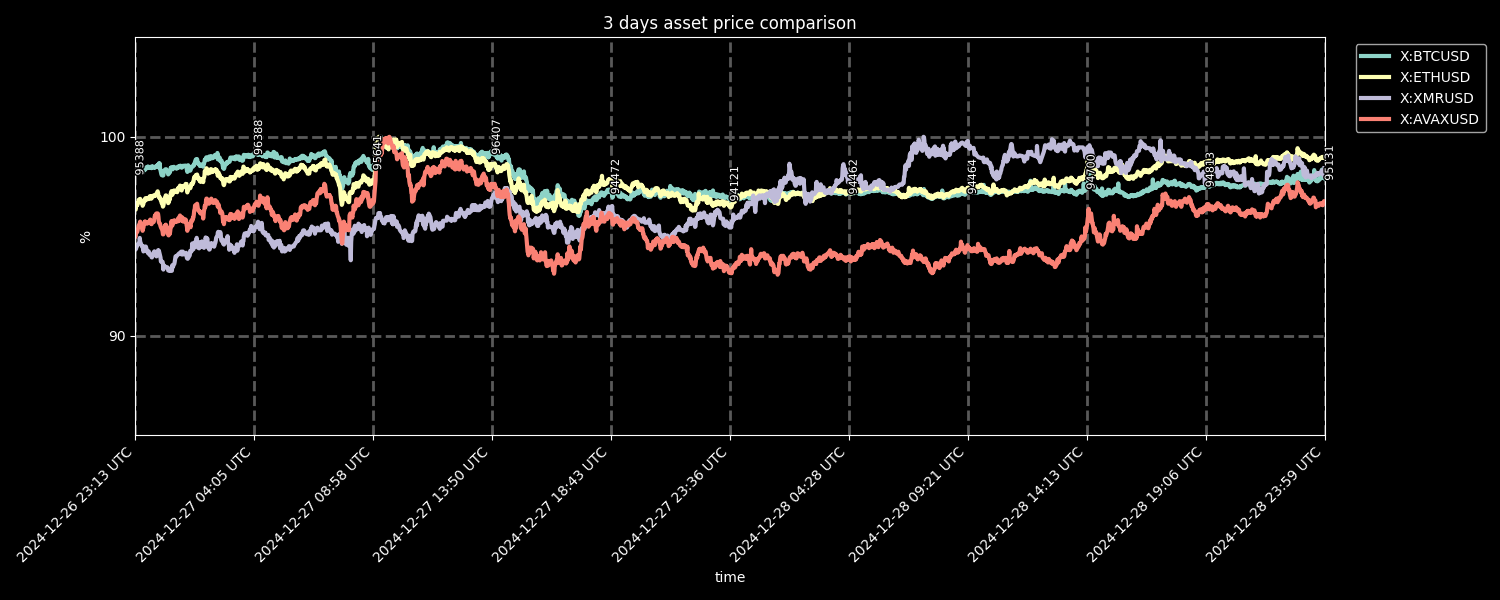 3 days asset price comparison
X:BTCUSD
X:ETHUSD
X:XMRUSD
X:AVAXUSD
100
90
%
95388
96388
95641
96407
94472
94121
94462
94464
94700
94813
95131
2024-12-26 23:13 UTC
2024-12-27 04:05 UTC
2024-12-27 08:58 UTC
2024-12-27 13:50 UTC
2024-12-27 18:43 UTC
2024-12-27 23:36 UTC
2024-12-28 04:28 UTC
2024-12-28 09:21 UTC
2024-12-28 14:13 UTC
2024-12-28 19:06 UTC
2024-12-28 23:59 UTC
time